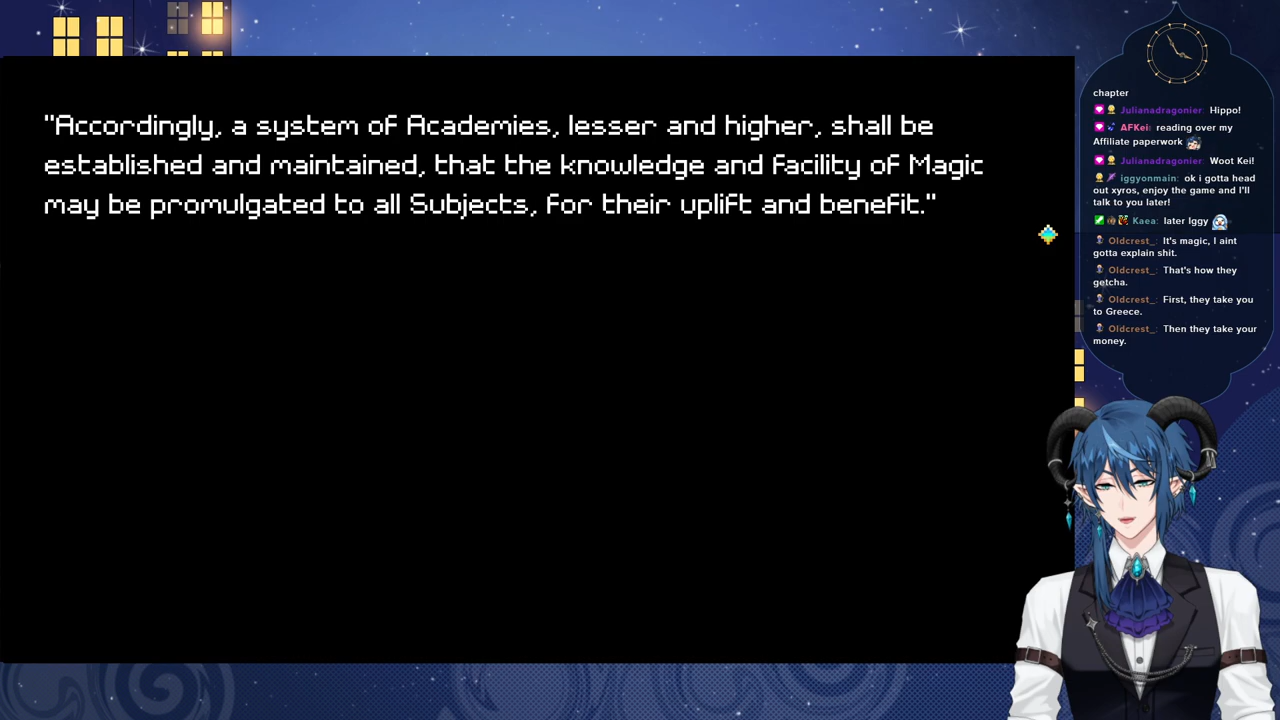 "Accordingly, a system of Academies, lesser and higher, shall be
established and maintained, that the knowledge and facility of Magic
may be promulgated to all Subjects, for their uplift and benefit."
chapter
Julianadragonier: Hippo!
AFKei: reading over my
Affiliate paperwork
Julianadragonier: Woot Kei!
iggyonmain: ok i gotta head
out xyros, enjoy the game and I'll
talk to you later!
Kaea: later Iggy
Oldcrest_: It's magic, I aint
gotta explain shit.
Oldcrest_: That's how they
getcha.
Oldcrest_: First, they take you
to Greece.
Oldcrest_: Then they take your
money.